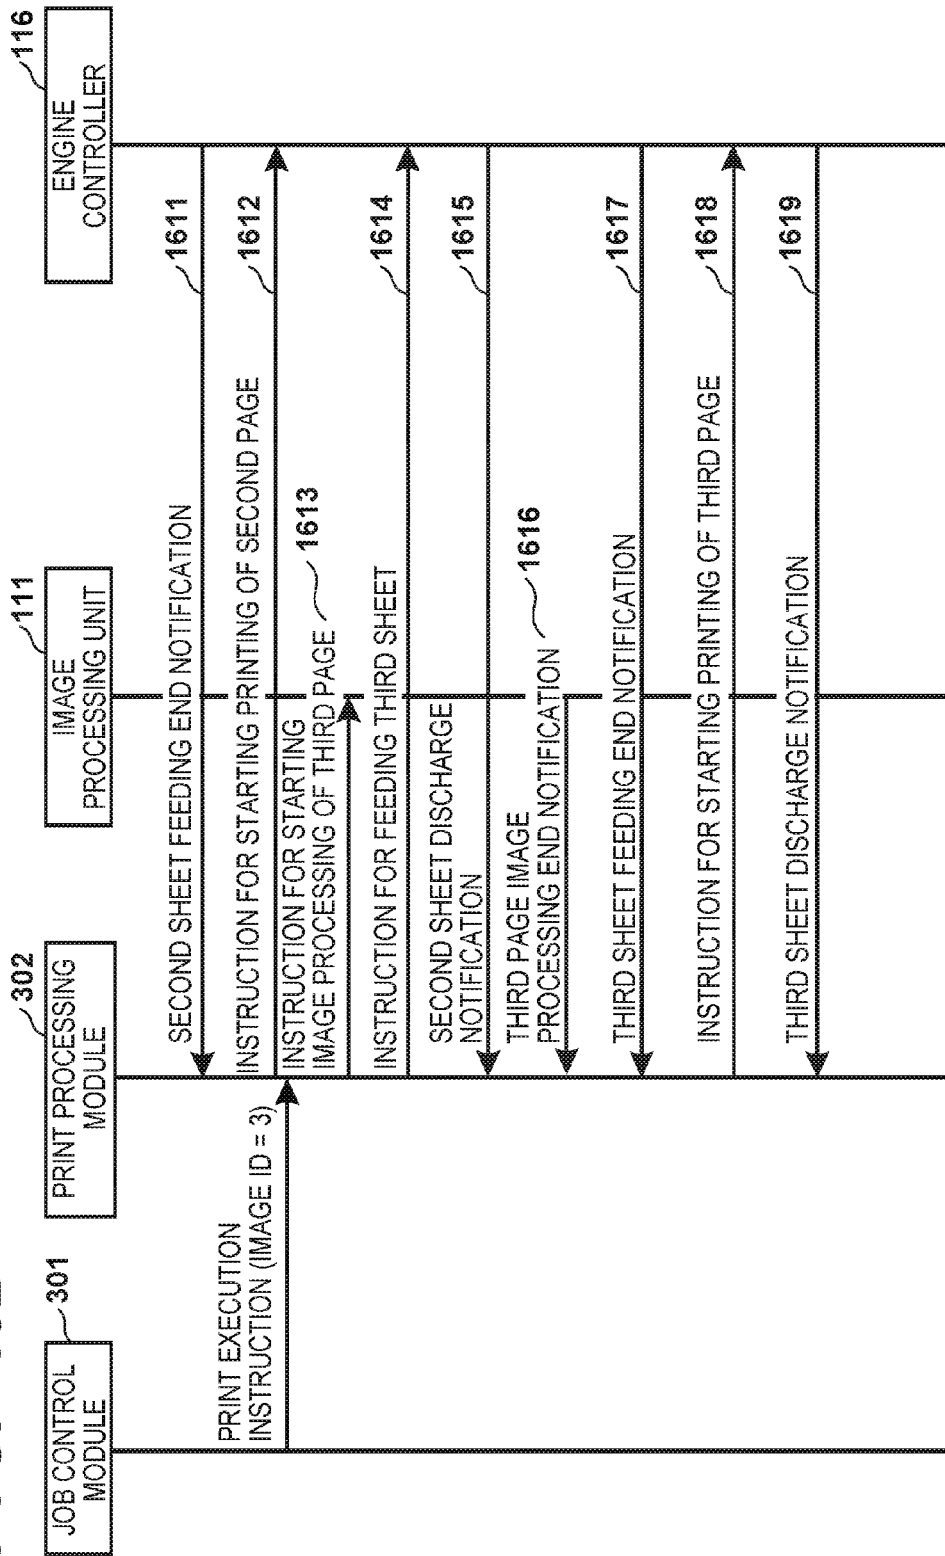 JOB CONTROL
MODULE
301
PRINT PROCESSING
MODULE
302
IMAGE
PROCESSING UNIT
111
ENGINE
CONTROLLER
116
SECOND SHEET FEEDING END NOTIFICATION
1611
INSTRUCTION FOR STARTING PRINTING OF SECOND PAGE
1612
PRINT EXECUTION
INSTRUCTION (IMAGE ID = 3)
INSTRUCTION FOR STARTING
IMAGE PROCESSING OF THIRD PAGE
1613
INSTRUCTION FOR FEEDING THIRD SHEET
1614
SECOND SHEET DISCHARGE
NOTIFICATION
1615
THIRD PAGE IMAGE
PROCESSING END NOTIFICATION
1616
THIRD SHEET FEEDING END NOTIFICATION
1617
INSTRUCTION FOR STARTING PRINTING OF THIRD PAGE
1618
THIRD SHEET DISCHARGE NOTIFICATION
1619